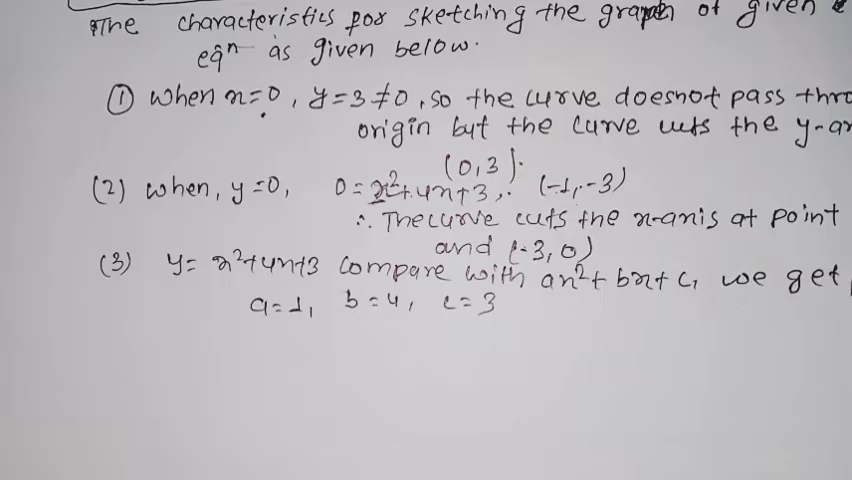 The characteristics for sketching the graph of given
eqⁿ as given below.
① when x=0, y=3≠0, so the curve doesnot pass thro
origin but the curve cuts the y-ax
(0,3).
(2) when, y=0, 0=x²+4x+3, ∴ (-1,-3)
∴ The curve cuts the x-axis at point
and (-3,0)
(3) y= x²+4x+3 compare with ax²+bx+c, we get,
a=1, b=4, c=3